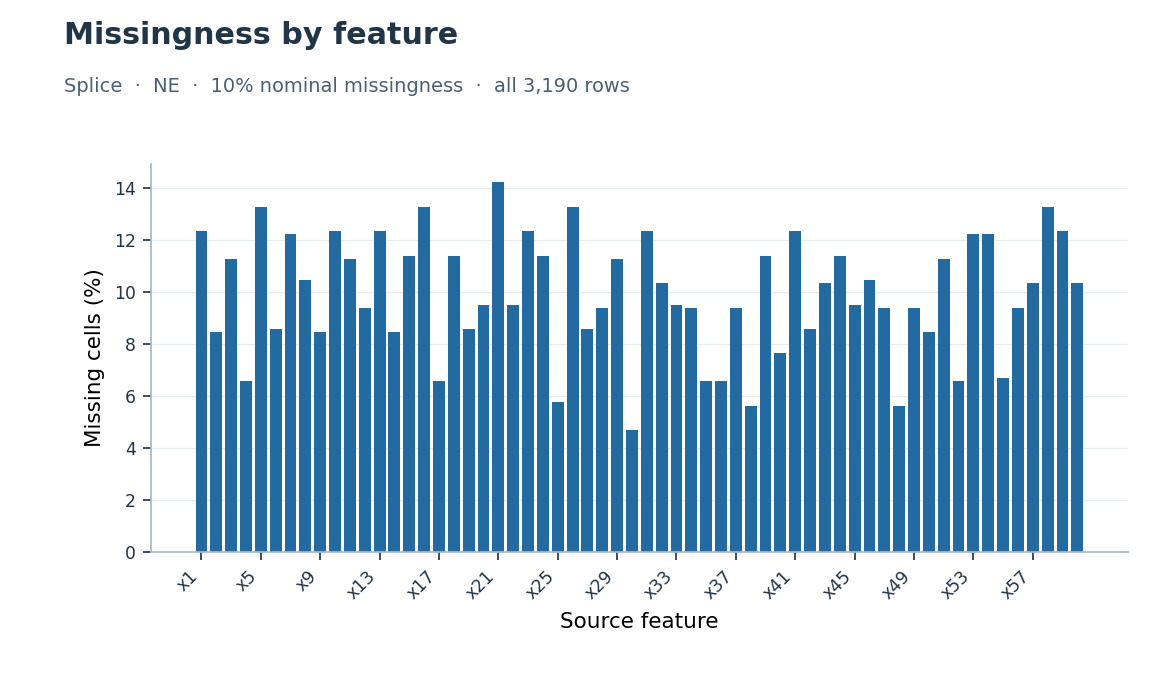 Missingness by feature
Splice · NE · 10% nominal missingness · all 3,190 rows
Missing cells (%)
14
12
10
8
6
4
2
0
x1 x5 x9 x13 x17 x21 x25 x29 x33 x37 x41 x45 x49 x53 x57
Source feature